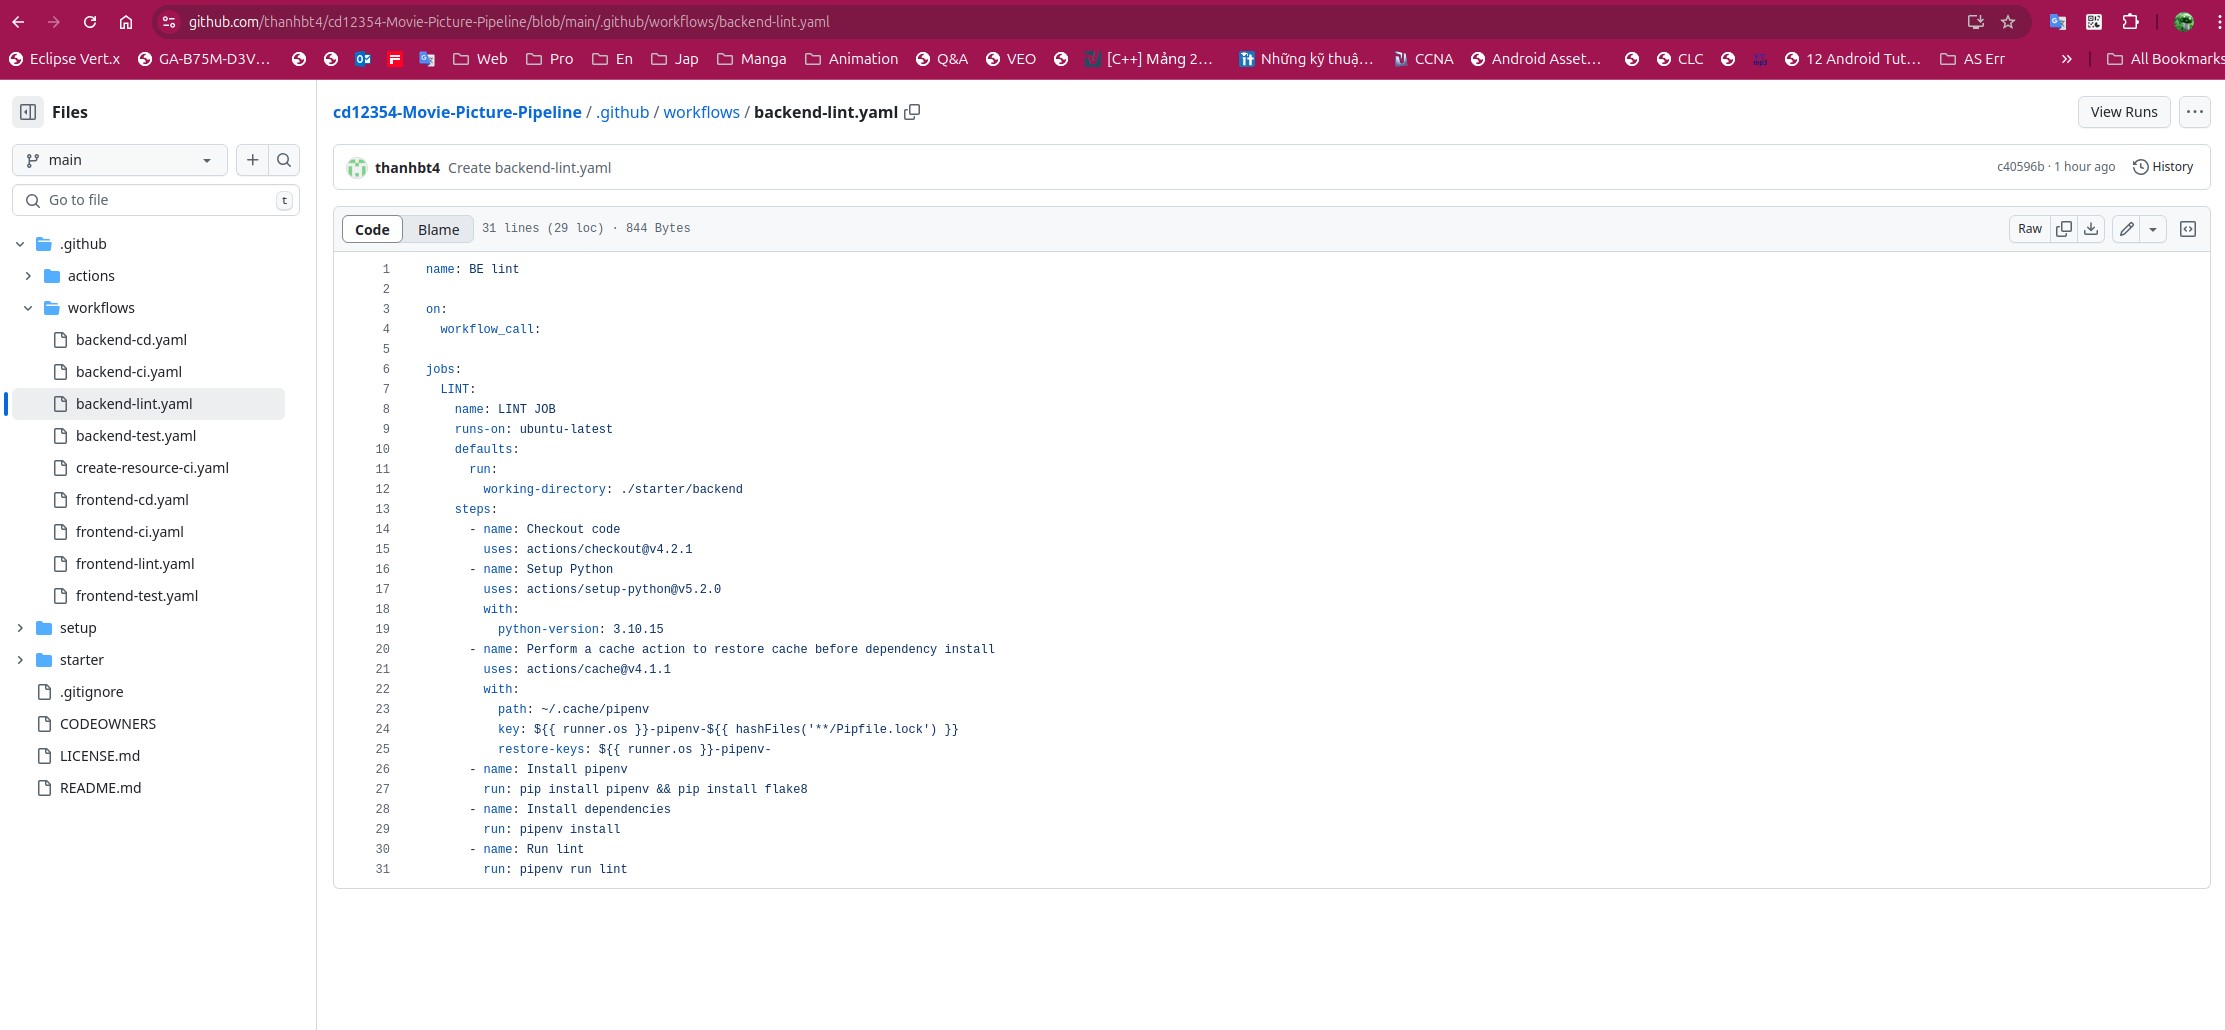 github.com/thanhbt4/cd12354-Movie-Picture-Pipeline/blob/main/.github/workflows/backend-lint.yaml
Eclipse Vert.x GA-B75M-D3V... Web Pro En Jap Manga Animation Q&A VEO [C++] Mảng 2... Những kỹ thuậ... CCNA Android Asset... CLC 12 Android Tut... AS Err » All Bookmarks
Files
main
Go to file t
.github
actions
workflows
backend-cd.yaml
backend-ci.yaml
backend-lint.yaml
backend-test.yaml
create-resource-ci.yaml
frontend-cd.yaml
frontend-ci.yaml
frontend-lint.yaml
frontend-test.yaml
setup
starter
.gitignore
CODEOWNERS
LICENSE.md
README.md
cd12354-Movie-Picture-Pipeline / .github / workflows / backend-lint.yaml
View Runs
thanhbt4 Create backend-lint.yaml
c40596b · 1 hour ago History
Code Blame 31 lines (29 loc) · 844 Bytes
Raw
1 name: BE lint
2
3 on:
4 workflow_call:
5
6 jobs:
7 LINT:
8 name: LINT JOB
9 runs-on: ubuntu-latest
10 defaults:
11 run:
12 working-directory: ./starter/backend
13 steps:
14 - name: Checkout code
15 uses: actions/checkout@v4.2.1
16 - name: Setup Python
17 uses: actions/setup-python@v5.2.0
18 with:
19 python-version: 3.10.15
20 - name: Perform a cache action to restore cache before dependency install
21 uses: actions/cache@v4.1.1
22 with:
23 path: ~/.cache/pipenv
24 key: ${{ runner.os }}-pipenv-${{ hashFiles('**/Pipfile.lock') }}
25 restore-keys: ${{ runner.os }}-pipenv-
26 - name: Install pipenv
27 run: pip install pipenv && pip install flake8
28 - name: Install dependencies
29 run: pipenv install
30 - name: Run lint
31 run: pipenv run lint